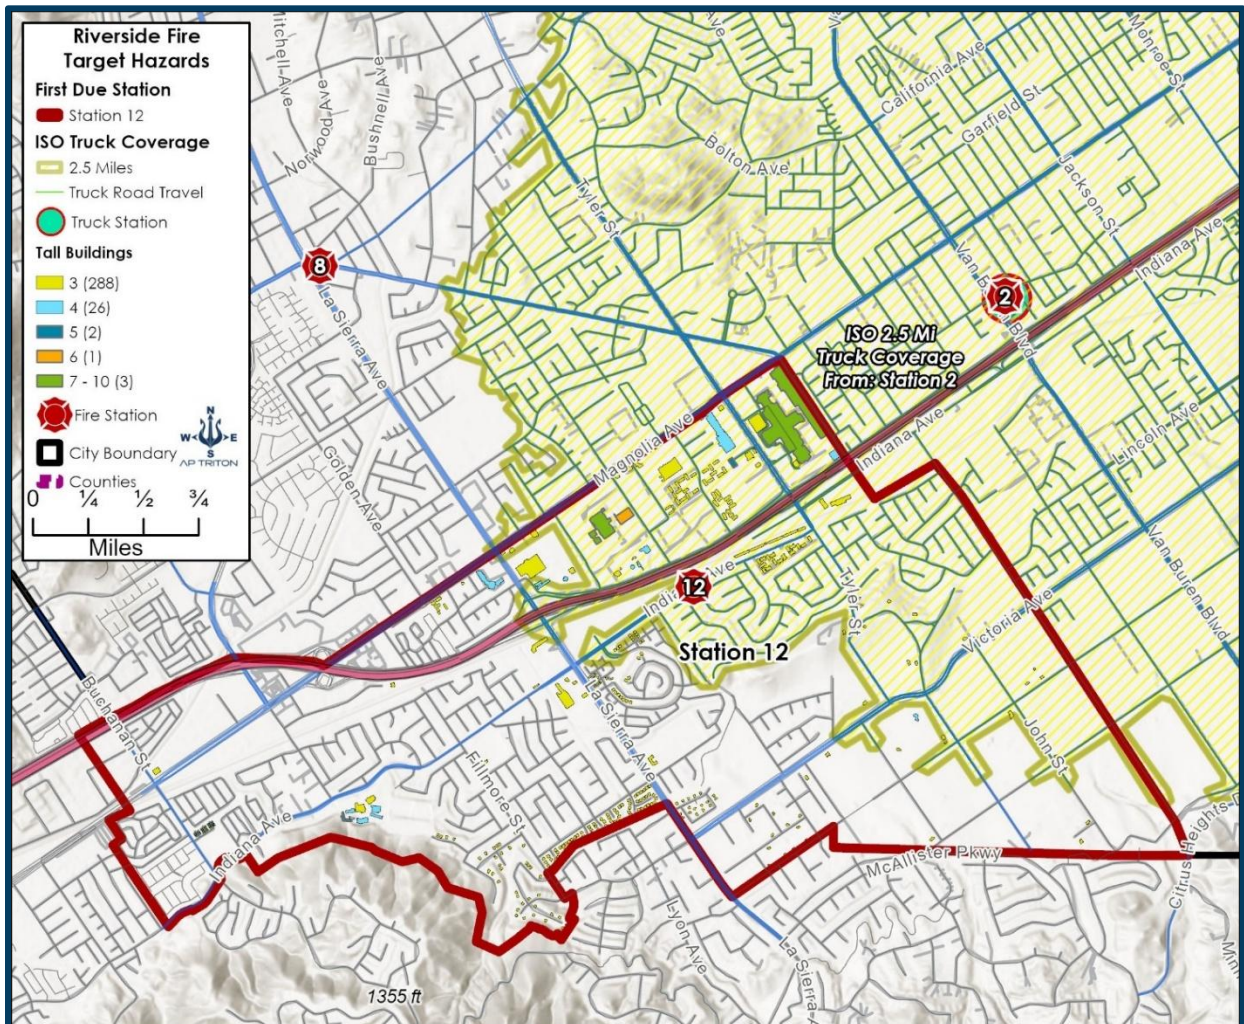 Riverside Fire
Target Hazards
First Due Station
Station 12
ISO Truck Coverage
2.5 Miles
Truck Road Travel
Truck Station
Tall Buildings
3 (288)
4 (26)
5 (2)
6 (1)
7 - 10 (3)
Fire Station
City Boundary
Counties
N
W E
S
AP TRITON
0 ¼ ½ ¾
Miles
Mitchell Ave
Norwood Ave
Bushnell Ave
Bolton Ave
California Ave
Garfield St
Monroe St
Jackson St
Indiana Ave
Tyler St
8
La Sierra Ave
2
Blvd
ISO 2.5 Mi
Truck Coverage
From: Station 2
Magnolia Ave
Indiana Ave
Lincoln Ave
Golden Ave
12
Station 12
Tyler St
Victoria Ave
Van Buren Blvd
John St
Buchanan St
La Sierra Ave
Fillmore St
Indiana Ave
McAllister Pkwy
Citrus Heights
Lyon Ave
La Sierra
1355 ft